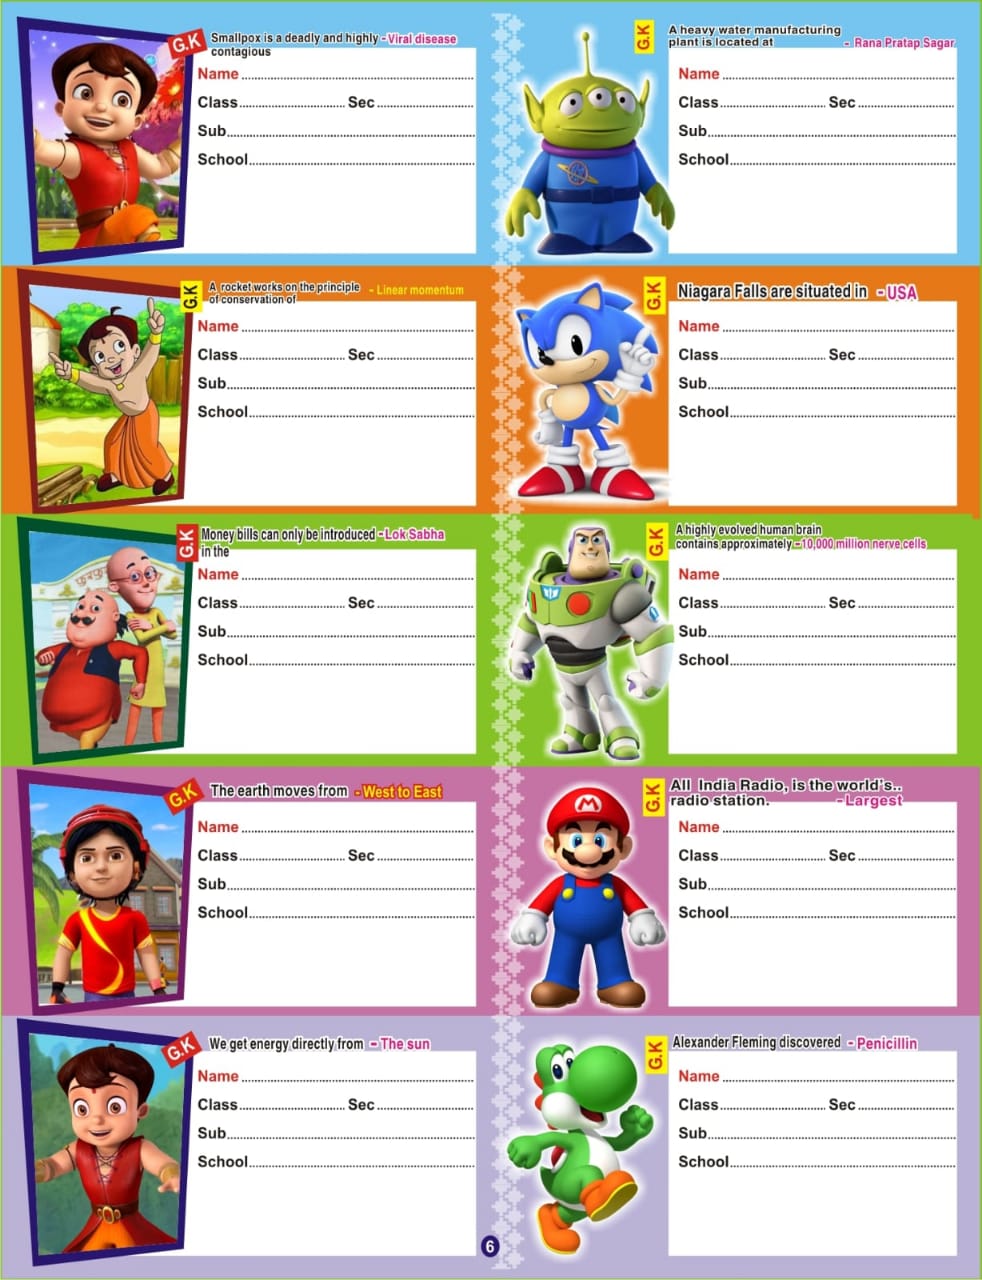 G.K
Smallpox is a deadly and highly - Viral disease
contagious
Name
Class Sec
Sub
School
G.K
A heavy water manufacturing
plant is located at - Rana Pratap Sagar
Name
Class Sec
Sub
School
G.K
A rocket works on the principle - Linear momentum
of conservation of
Name
Class Sec
Sub
School
G.K
Niagara Falls are situated in - USA
Name
Class Sec
Sub
School
G.K
Money bills can only be introduced - Lok Sabha
in the
Name
Class Sec
Sub
School
G.K
A highly evolved human brain
contains approximately - 10,000 million nerve cells
Name
Class Sec
Sub
School
G.K
The earth moves from - West to East
Name
Class Sec
Sub
School
M
G.K
All India Radio, is the world's..
radio station. - Largest
Name
Class Sec
Sub
School
G.K
We get energy directly from - The sun
Name
Class Sec
Sub
School
G.K
Alexander Fleming discovered - Penicillin
Name
Class Sec
Sub
School
6